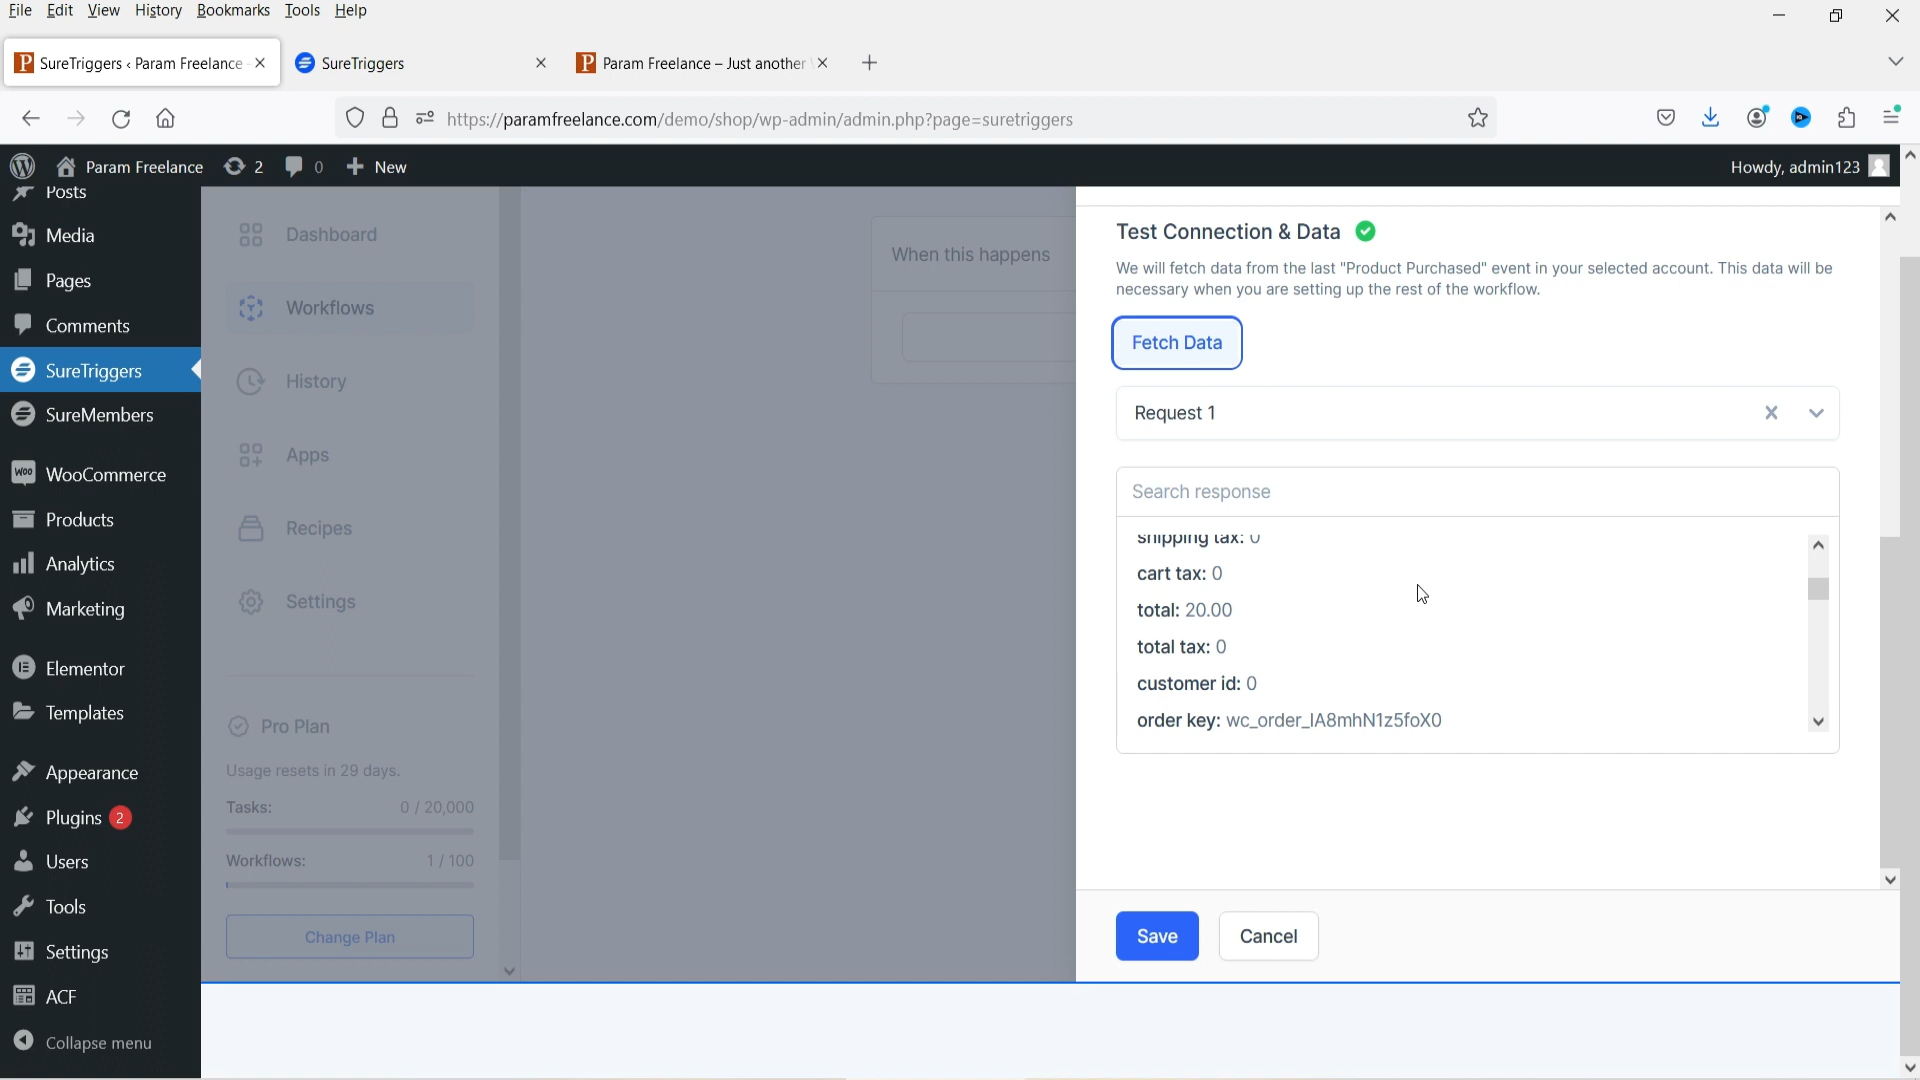 File Edit View History Bookmarks Tools Help
SureTriggers ‹ Param Freelance
SureTriggers
Param Freelance – Just another
https://paramfreelance.com/demo/shop/wp-admin/admin.php?page=suretriggers
Param Freelance 2 0 New
Howdy, admin123
Posts
Media
Pages
Comments
SureTriggers
SureMembers
WooCommerce
Products
Analytics
Marketing
Elementor
Templates
Appearance
Plugins 2
Users
Tools
Settings
ACF
Collapse menu
Dashboard
Workflows
History
Apps
Recipes
Settings
Pro Plan
Usage resets in 29 days.
Tasks: 0 / 20,000
Workflows: 1 / 100
Change Plan
When this happens
Test Connection & Data
We will fetch data from the last "Product Purchased" event in your selected account. This data will be
necessary when you are setting up the rest of the workflow.
Fetch Data
Request 1
Search response
shipping tax: 0
cart tax: 0
total: 20.00
total tax: 0
customer id: 0
order key: wc_order_IA8mhN1z5foX0
Save Cancel